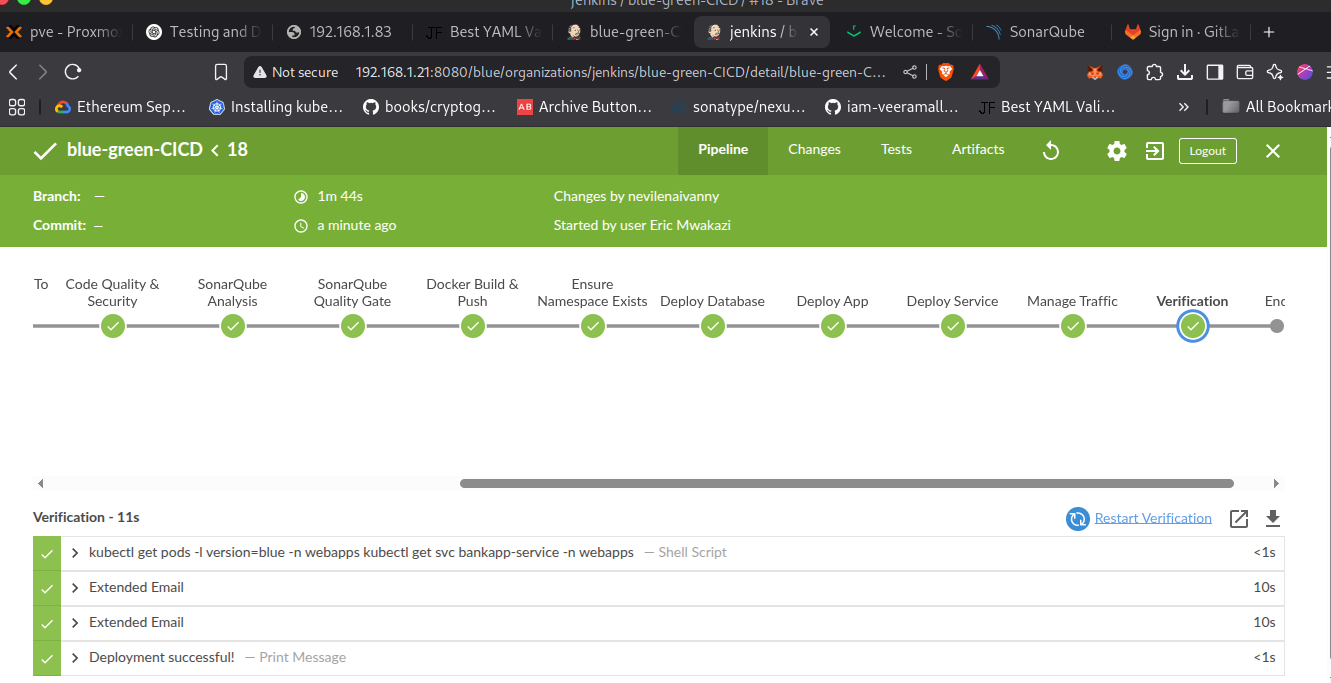 jenkins / blue-green-CICD / #18 - Brave
pve - Proxmo
Testing and D
192.168.1.83
JF Best YAML Va
blue-green-C
jenkins / b
Welcome - So
SonarQube
Sign in · GitLa
Not secure
192.168.1.21:8080/blue/organizations/jenkins/blue-green-CICD/detail/blue-green-C...
Ethereum Sep...
Installing kube...
books/cryptog...
AB Archive Button...
sonatype/nexu...
iam-veeramall...
JF Best YAML Vali...
»
All Bookmark
blue-green-CICD < 18
Pipeline
Changes
Tests
Artifacts
Logout
Branch: —
1m 44s
Changes by nevilenaivanny
Commit: —
a minute ago
Started by user Eric Mwakazi
To
Code Quality &
Security
SonarQube
Analysis
SonarQube
Quality Gate
Docker Build &
Push
Ensure
Namespace Exists
Deploy Database
Deploy App
Deploy Service
Manage Traffic
Verification
End
Verification - 11s
Restart Verification
kubectl get pods -l version=blue -n webapps kubectl get svc bankapp-service -n webapps — Shell Script <1s
Extended Email 10s
Extended Email 10s
Deployment successful! — Print Message <1s